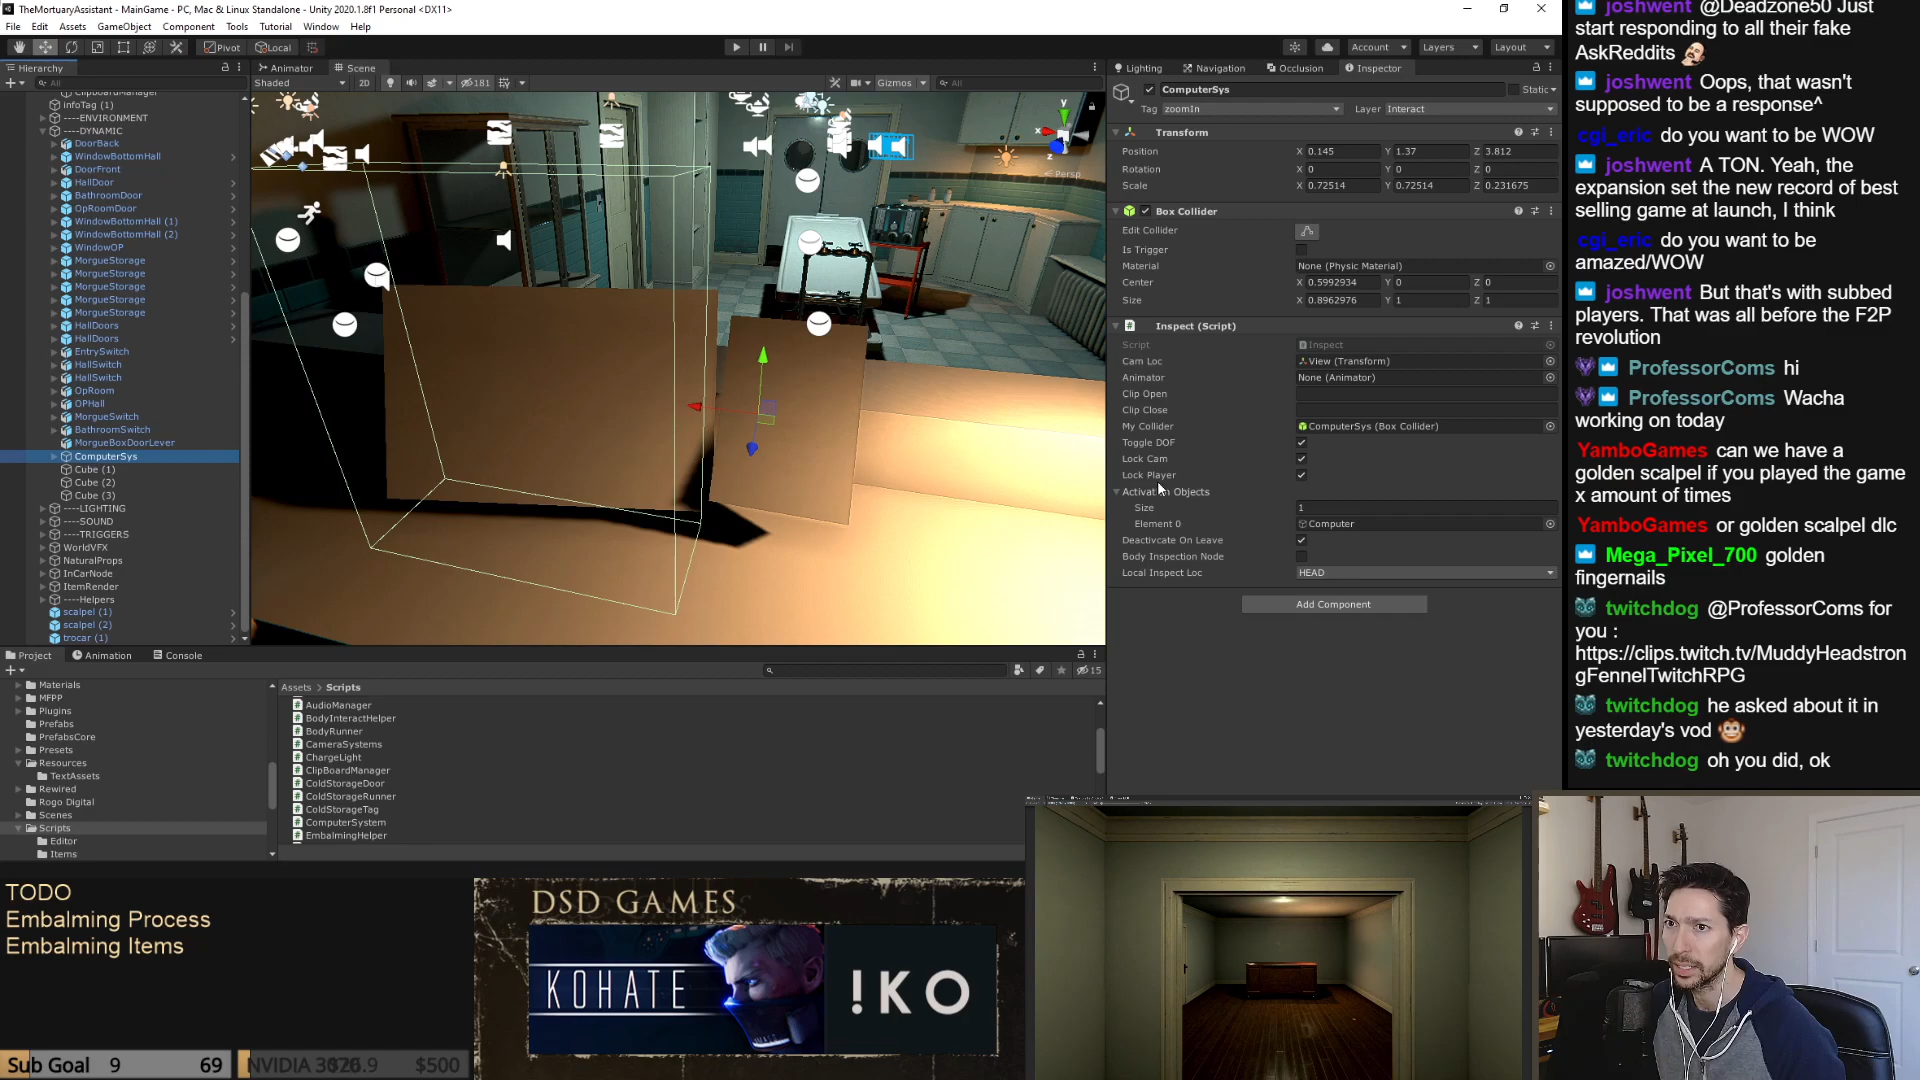 TheMortuaryAssistant - MainGame - PC, Mac & Linux Standalone - Unity 2020.1.8f1 Personal <DX11>
File Edit Assets GameObject Component Tools Tutorial Window Help
Pivot Local
Account Layers Layout
Hierarchy
All
ClipboardManager
infoTag (1)
----ENVIRONMENT
----DYNAMIC
DoorBack
WindowBottomHall
DoorFront
HallDoor
BathroomDoor
OpRoomDoor
WindowBottomHall (1)
WindowBottomHall (2)
WindowOP
MorgueStorage
MorgueStorage
MorgueStorage
MorgueStorage
MorgueStorage
HallDoors
HallDoors
EntrySwitch
HallSwitch
HallSwitch
OpRoom
OPHall
MorgueSwitch
BathroomSwitch
MorgueBoxDoorLever
ComputerSys
Cube (1)
Cube (2)
Cube (3)
----LIGHTING
----SOUND
----TRIGGERS
WorldVFX
NaturalProps
InCarNode
ItemRender
----Helpers
scalpel (1)
scalpel (2)
trocar (1)
Animator Scene
Shaded 2D 181 Gizmos All
y
x
z
Persp
Lighting Navigation Occlusion Inspector
ComputerSys Static
Tag zoomIn Layer Interact
Transform
Position X 0.145 Y 1.37 Z 3.812
Rotation X 0 Y 0 Z 0
Scale X 0.72514 Y 0.72514 Z 0.231675
Box Collider
Edit Collider
Is Trigger
Material None (Physic Material)
Center X 0.5992934 Y 0 Z 0
Size X 0.8962976 Y 1 Z 1
Inspect (Script)
Script Inspect
Cam Loc View (Transform)
Animator None (Animator)
Clip Open
Clip Close
My Collider ComputerSys (Box Collider)
Toggle DOF
Lock Cam
Lock Player
Activation Objects
Size 1
Element 0 Computer
Deactivcate On Leave
Body Inspection Node
Local Inspect Loc HEAD
Add Component
Project Animation Console
15
Materials
MFPP
Plugins
Prefabs
PrefabsCore
Presets
Resources
TextAssets
Rewired
Rogo Digital
Scenes
Scripts
Editor
Items
Assets > Scripts
AudioManager
BodyInteractHelper
BodyRunner
CameraSystems
ChargeLight
ClipBoardManager
ColdStorageDoor
ColdStorageRunner
ColdStorageTag
ComputerSystem
EmbalmingHelper
joshwent @Deadzone50 Just
start responding to all their fake
AskReddits
joshwent Oops, that wasn't
supposed to be a response^
cgi_eric do you want to be WOW
joshwent A TON. Yeah, the
expansion set the new record of best
selling game at launch, I think
cgi_eric do you want to be
amazed/WOW
joshwent But that's with subbed
players. That was all before the F2P
revolution
ProfessorComs hi
ProfessorComs Wacha
working on today
YamboGames can we have a
golden scalpel if you played the game
x amount of times
YamboGames or golden scalpel dlc
Mega_Pixel_700 golden
fingernails
twitchdog @ProfessorComs for
you :
https://clips.twitch.tv/MuddyHeadstron
gFennelTwitchRPG
twitchdog he asked about it in
yesterday's vod
twitchdog oh you did, ok
TODO
Embalming Process
Embalming Items
DSD GAMES
KOHATE
!KO
Sub Goal 9 69
$500